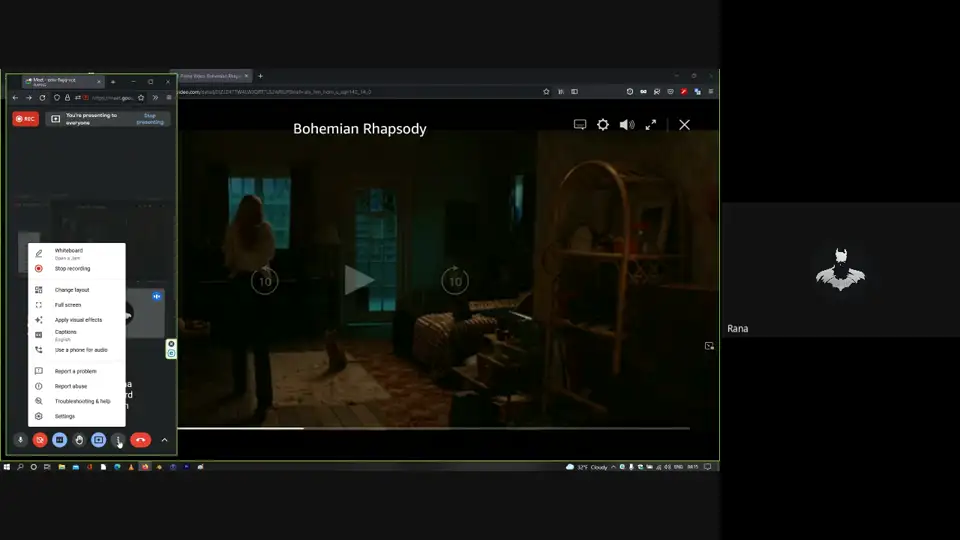 Bohemian Rhapsody
REC
You're presenting to
everyone
Stop
presenting
Whiteboard
Open a Jam
Stop recording
Change layout
Full screen
Apply visual effects
Captions
English
Use a phone for audio
Report a problem
Report abuse
Troubleshooting & help
Settings
10
10
Rana
32°F Cloudy